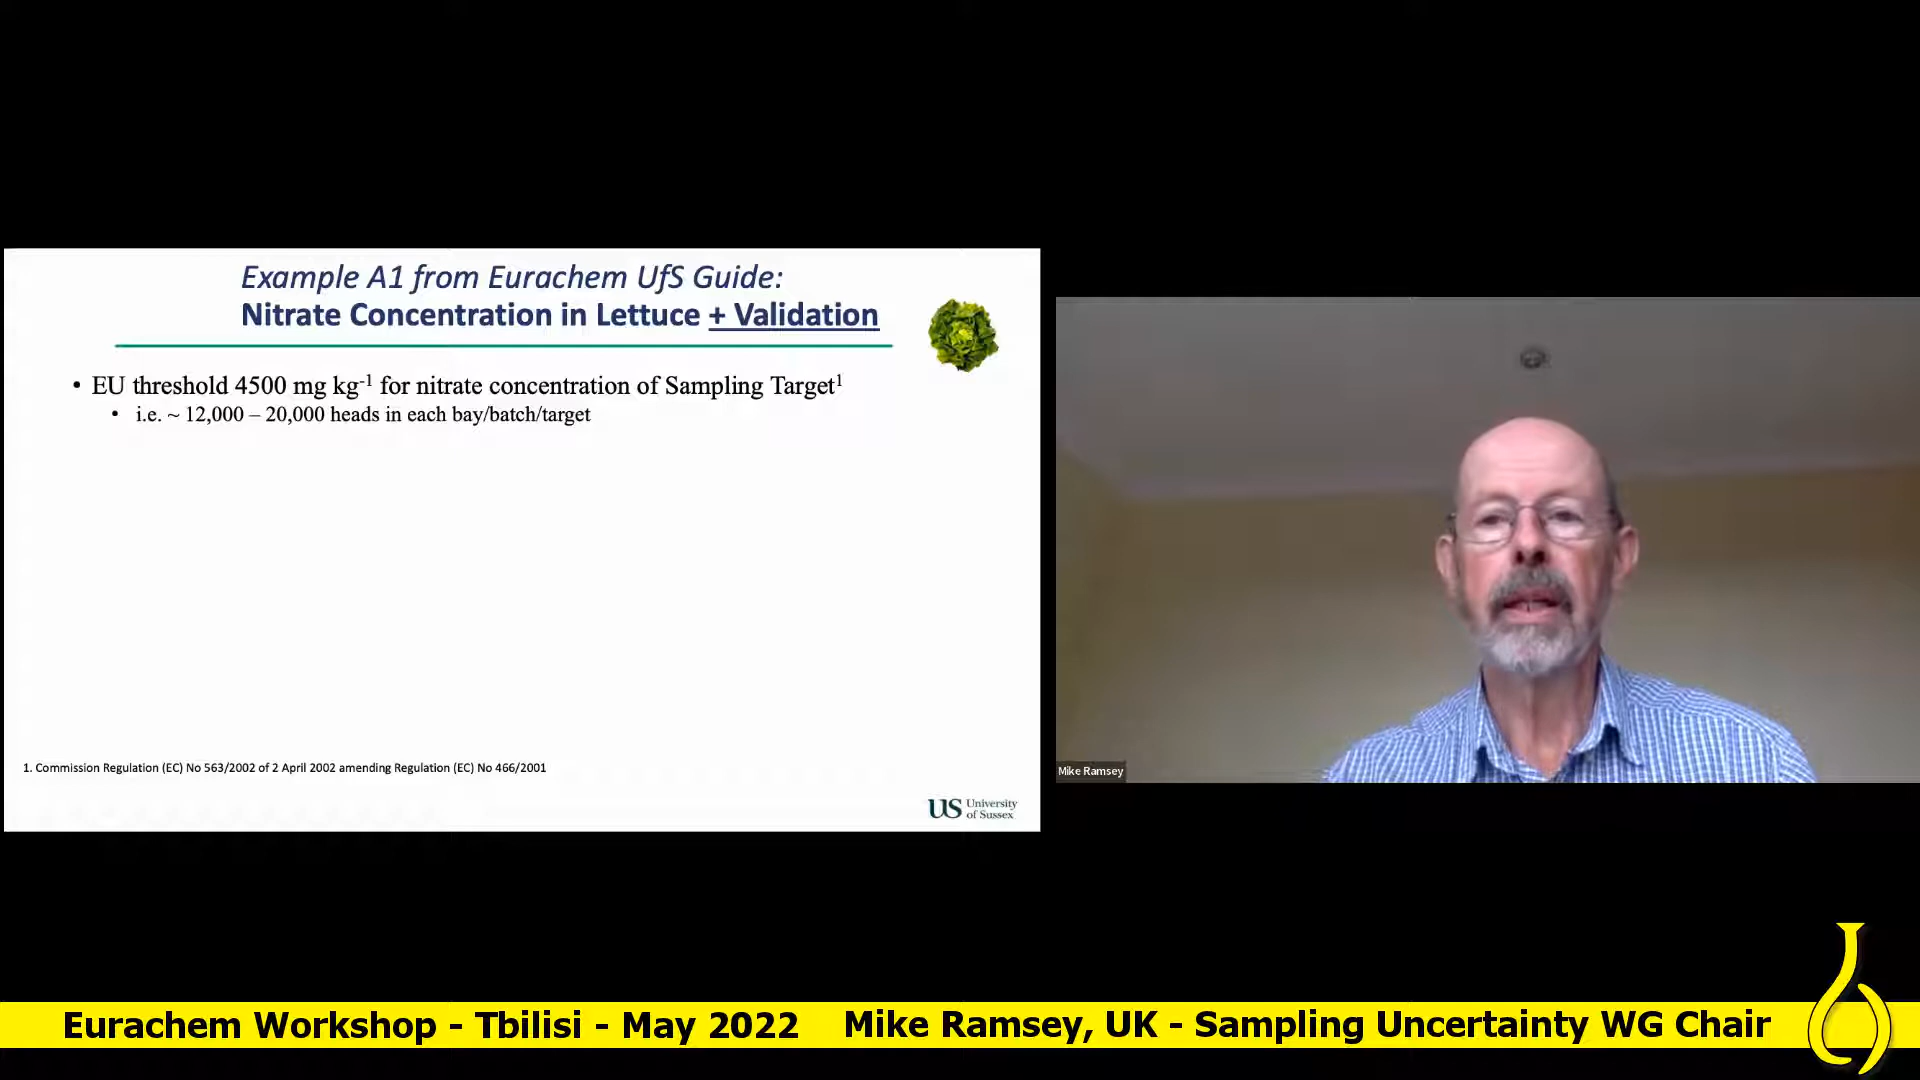 Example A1 from Eurachem UfS Guide:
Nitrate Concentration in Lettuce + Validation
• EU threshold 4500 mg kg⁻¹ for nitrate concentration of Sampling Target¹
• i.e. ~ 12,000 – 20,000 heads in each bay/batch/target
1. Commission Regulation (EC) No 563/2002 of 2 April 2002 amending Regulation (EC) No 466/2001
US University
of Sussex
Mike Ramsey
Eurachem Workshop - Tbilisi - May 2022 Mike Ramsey, UK - Sampling Uncertainty WG Chair